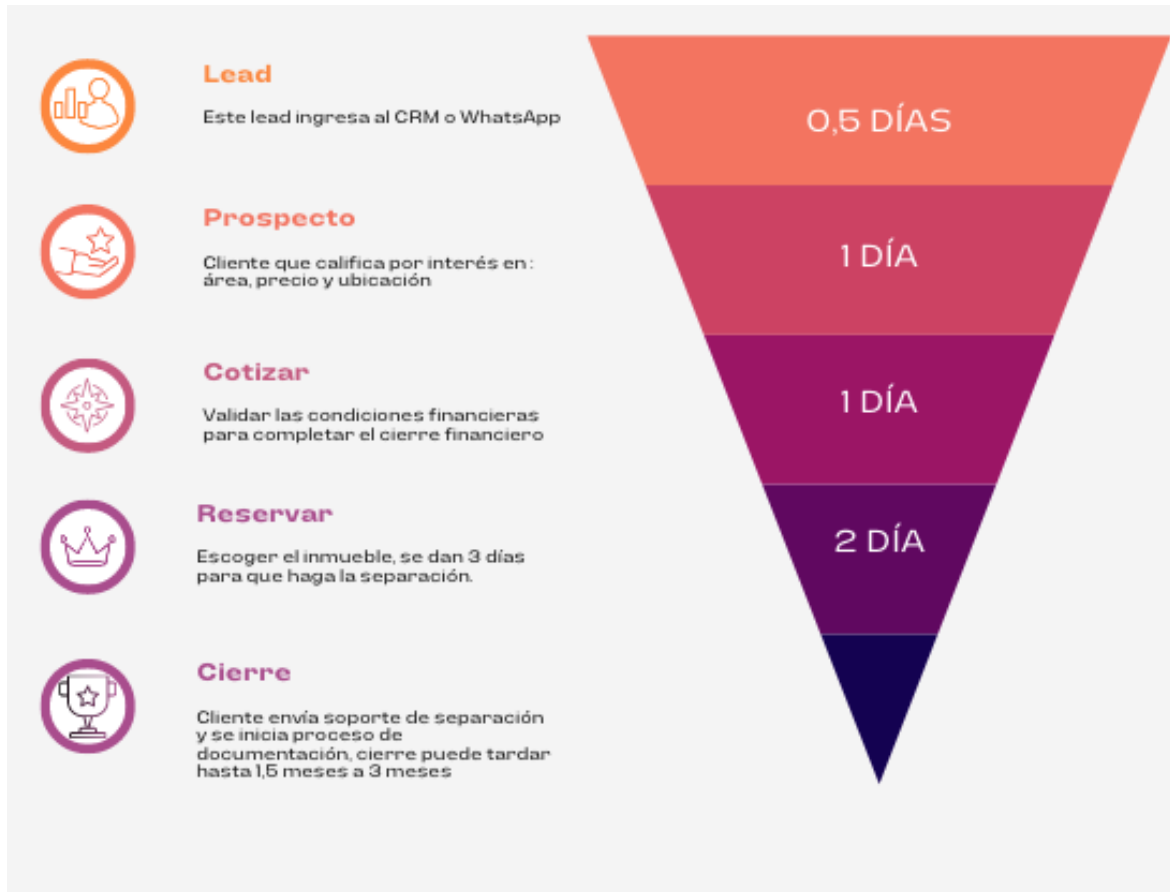 Lead
Este lead ingresa al CRM o WhatsApp
0,5 DÍAS
Prospecto
Cliente que califica por interés en :
área, precio y ubicación
1 DÍA
Cotizar
Validar las condiciones financieras
para completar el cierre financiero
1 DÍA
Reservar
Escoger el inmueble, se dan 3 días
para que haga la separación.
2 DÍA
Cierre
Cliente envía soporte de separación
y se inicia proceso de
documentación, cierre puede tardar
hasta 1,5 meses a 3 meses